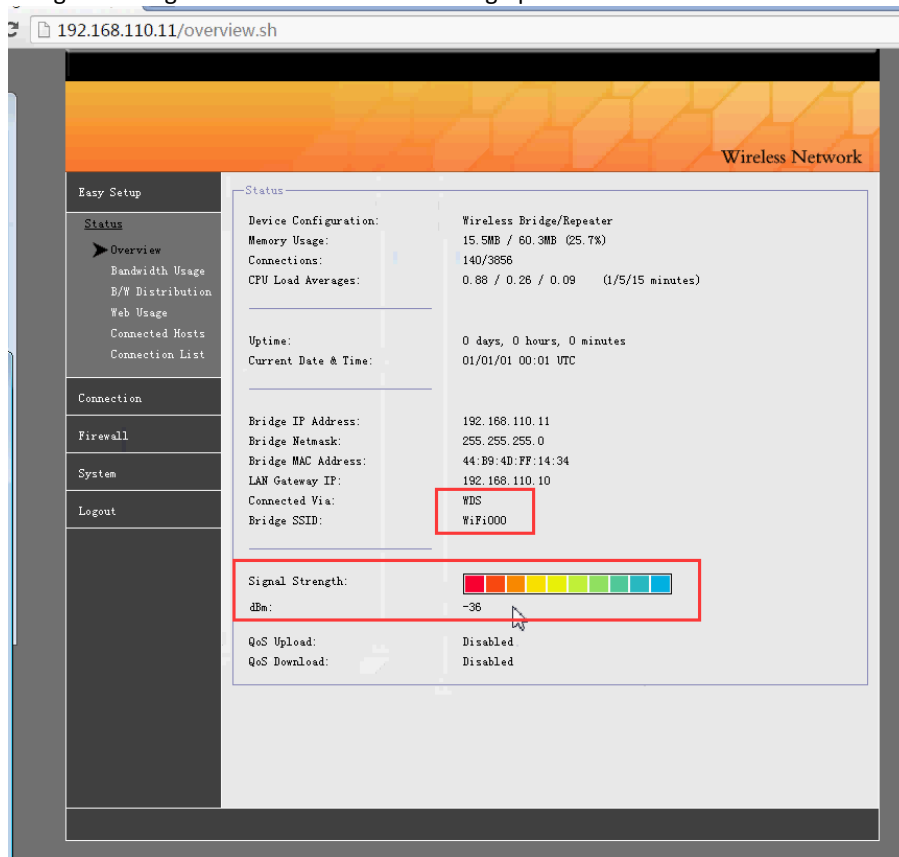 192.168.110.11/overview.sh
Wireless Network
Easy Setup
Status
Overview
Bandwidth Usage
B/W Distribution
Web Usage
Connected Hosts
Connection List
Connection
Firewall
System
Logout
Status
Device Configuration: Wireless Bridge/Repeater
Memory Usage: 15.5MB / 60.3MB (25.7%)
Connections: 140/3856
CPU Load Averages: 0.88 / 0.26 / 0.09 (1/5/15 minutes)
Uptime: 0 days, 0 hours, 0 minutes
Current Date & Time: 01/01/01 00:01 UTC
Bridge IP Address: 192.168.110.11
Bridge Netmask: 255.255.255.0
Bridge MAC Address: 44:B9:4D:FF:14:34
LAN Gateway IP: 192.168.110.10
Connected Via: WDS
Bridge SSID: WiFi000
Signal Strength:
dBm: -36
QoS Upload: Disabled
QoS Download: Disabled